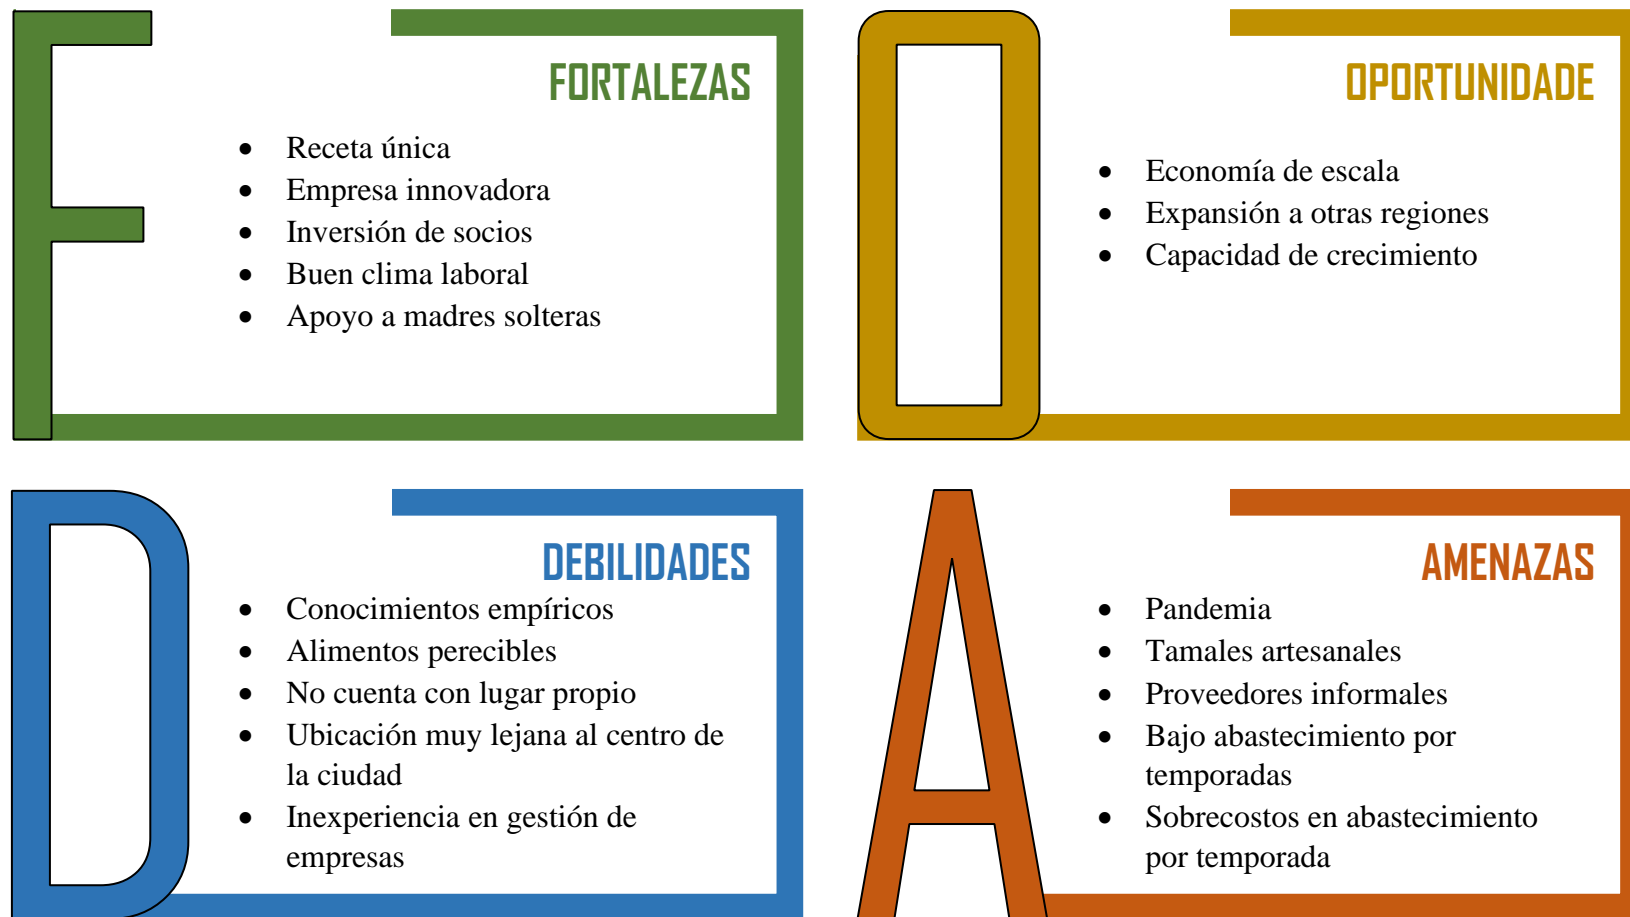 F
FORTALEZAS
• Receta única
• Empresa innovadora
• Inversión de socios
• Buen clima laboral
• Apoyo a madres solteras
O
OPORTUNIDADE
• Economía de escala
• Expansión a otras regiones
• Capacidad de crecimiento
D
DEBILIDADES
• Conocimientos empíricos
• Alimentos perecibles
• No cuenta con lugar propio
• Ubicación muy lejana al centro de
la ciudad
• Inexperiencia en gestión de
empresas
A
AMENAZAS
• Pandemia
• Tamales artesanales
• Proveedores informales
• Bajo abastecimiento por
temporadas
• Sobrecostos en abastecimiento
por temporada